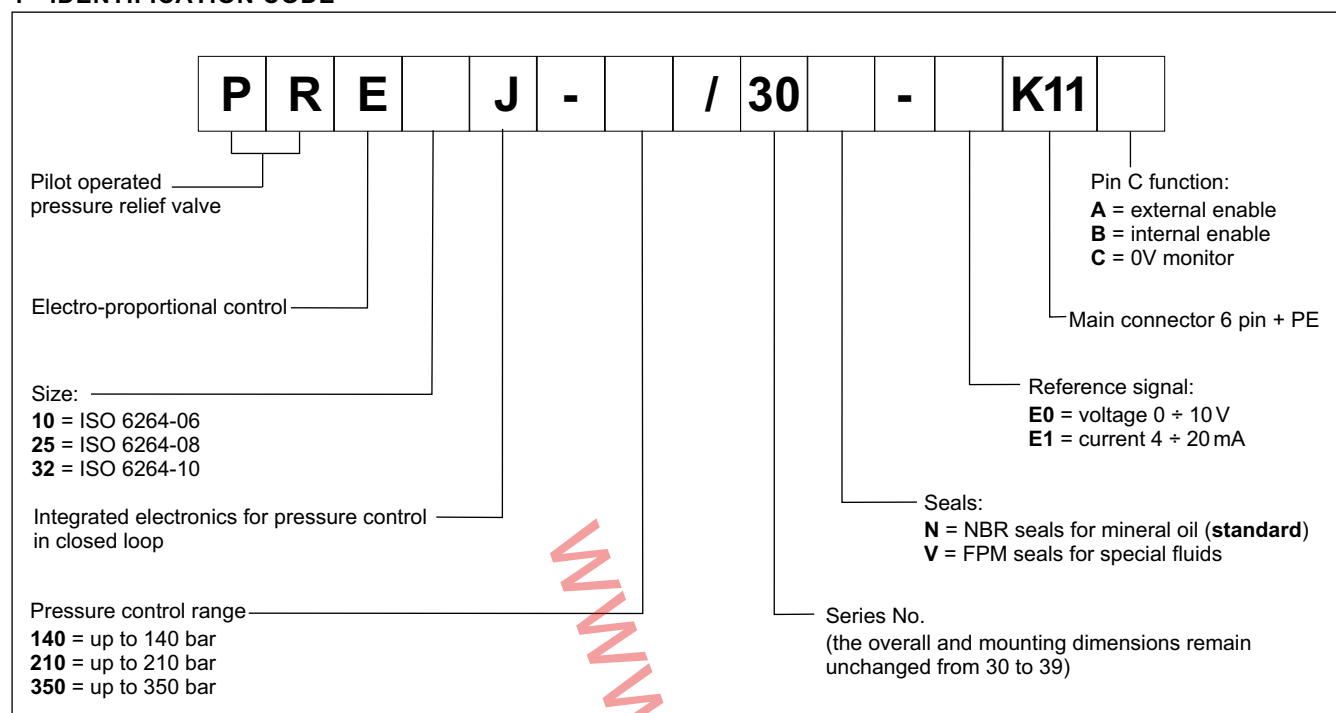 P R E J - / 30 - K11
Pilot operated
pressure relief valve
Electro-proportional control
Size:
10 = ISO 6264-06
25 = ISO 6264-08
32 = ISO 6264-10
Integrated electronics for pressure control
in closed loop
Pressure control range
140 = up to 140 bar
210 = up to 210 bar
350 = up to 350 bar
Pin C function:
A = external enable
B = internal enable
C = 0V monitor
Main connector 6 pin + PE
Reference signal:
E0 = voltage 0 ÷ 10 V
E1 = current 4 ÷ 20 mA
Seals:
N = NBR seals for mineral oil (standard)
V = FPM seals for special fluids
Series No.
(the overall and mounting dimensions remain
unchanged from 30 to 39)
www